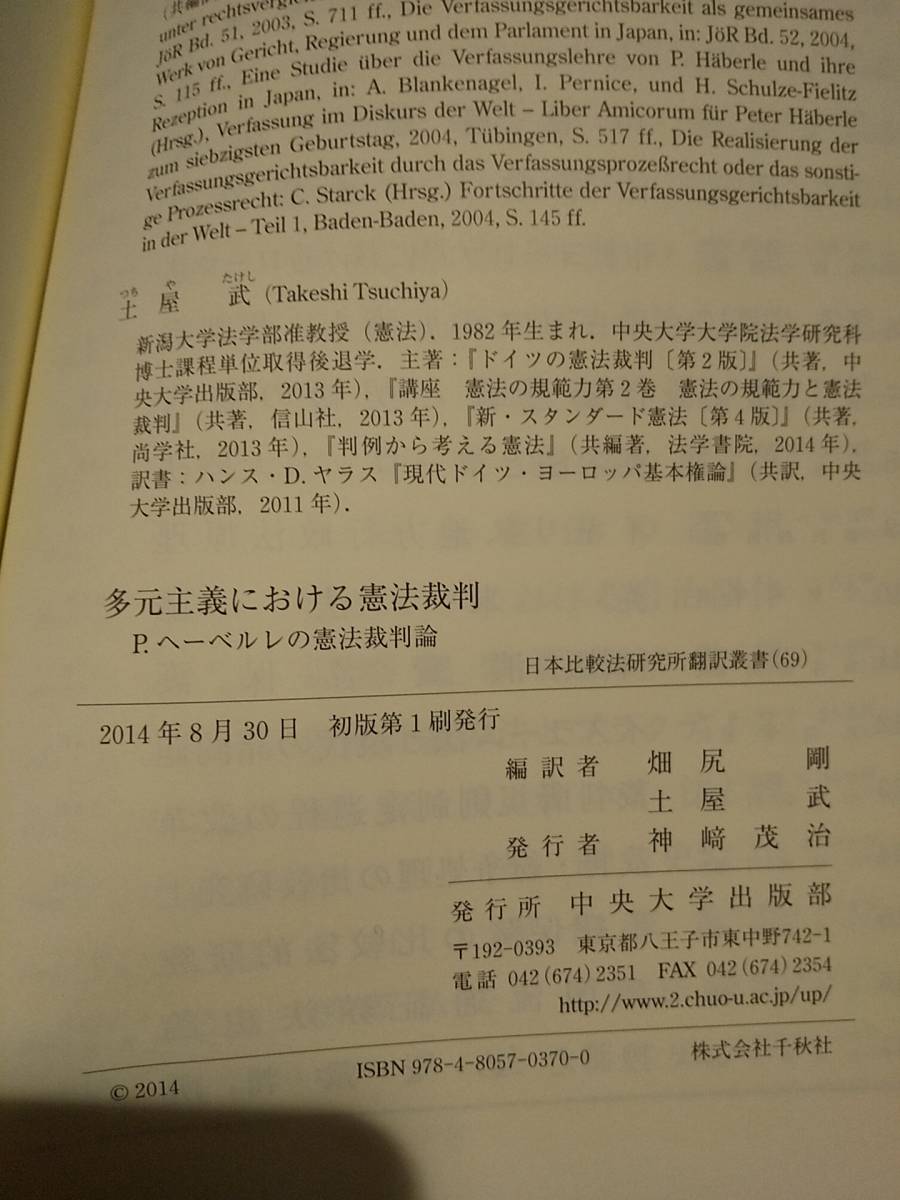 (共編
unter rechtsvergleic
JöR Bd. 51, 2003, S. 711 ff., Die Verfassungsgerichtsbarkeit als gemeinsames
Werk von Gericht, Regierung und dem Parlament in Japan, in: JöR Bd. 52, 2004,
S. 115 ff., Eine Studie über die Verfassungslehre von P. Häberle und ihre
Rezeption in Japan, in: A. Blankenagel, I. Pernice, und H. Schulze-Fielitz
(Hrsg.), Verfassung im Diskurs der Welt – Liber Amicorum für Peter Häberle
zum siebzigsten Geburtstag, 2004, Tübingen, S. 517 ff., Die Realisierung der
Verfassungsgerichtsbarkeit durch das Verfassungsprozeßrecht oder das sonsti-
ge Prozessrecht: C. Starck (Hrsg.) Fortschritte der Verfassungsgerichtsbarkeit
in der Welt – Teil 1, Baden-Baden, 2004, S. 145 ff.
つち や たけし
土 屋 武 (Takeshi Tsuchiya)
新潟大学法学部准教授(憲法).1982年生まれ.中央大学大学院法学研究科
博士課程単位取得後退学.主著:『ドイツの憲法裁判〔第2版〕』(共著, 中
央大学出版部, 2013年),『講座 憲法の規範力第2巻 憲法の規範力と憲法
裁判』(共著, 信山社, 2013年),『新・スタンダード憲法〔第4版〕』(共著,
尚学社, 2013年),『判例から考える憲法』(共編著, 法学書院, 2014年),
訳書:ハンス・D.ヤラス『現代ドイツ・ヨーロッパ基本権論』(共訳, 中央
大学出版部, 2011年).
多元主義における憲法裁判
P.ヘーベルレの憲法裁判論
日本比較法研究所翻訳叢書(69)
2014年8月30日 初版第1刷発行
編訳者 畑尻 剛
土屋 武
発行者 神﨑茂治
発行所 中央大学出版部
〒192-0393 東京都八王子市東中野742-1
電話 042(674)2351 FAX 042(674)2354
http://www.2.chuo-u.ac.jp/up/
© 2014 ISBN 978-4-8057-0370-0 株式会社千秋社